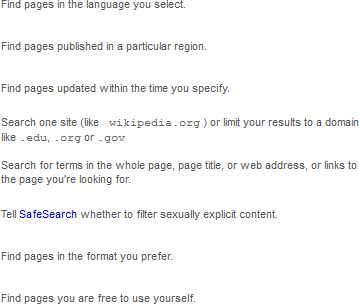 Find pages in the language you select.
Find pages published in a particular region.
Find pages updated within the time you specify.
Search one site (like wikipedia.org ) or limit your results to a domain
like .edu, .org or .gov
Search for terms in the whole page, page title, or web address, or links to
the page you're looking for.
Tell SafeSearch whether to filter sexually explicit content.
Find pages in the format you prefer.
Find pages you are free to use yourself.